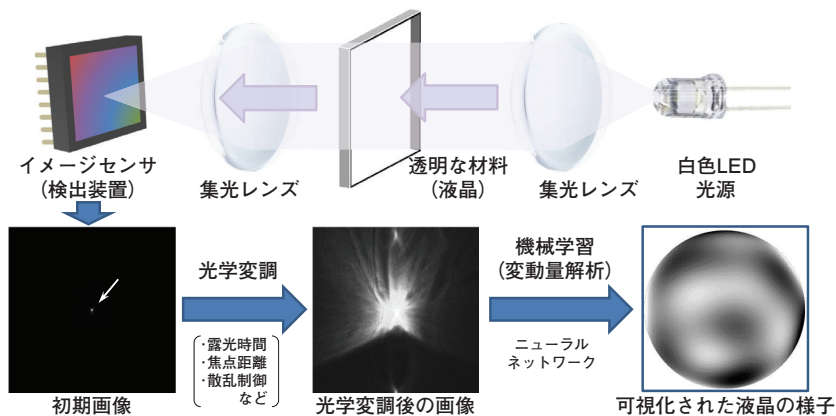 イメージセンサ
(検出装置)
集光レンズ
透明な材料
(液晶)
集光レンズ
白色LED
光源
光学変調
・露光時間
・焦点距離
・散乱制御
など
機械学習
(変動量解析)
ニューラル
ネットワーク
初期画像
光学変調後の画像
可視化された液晶の様子